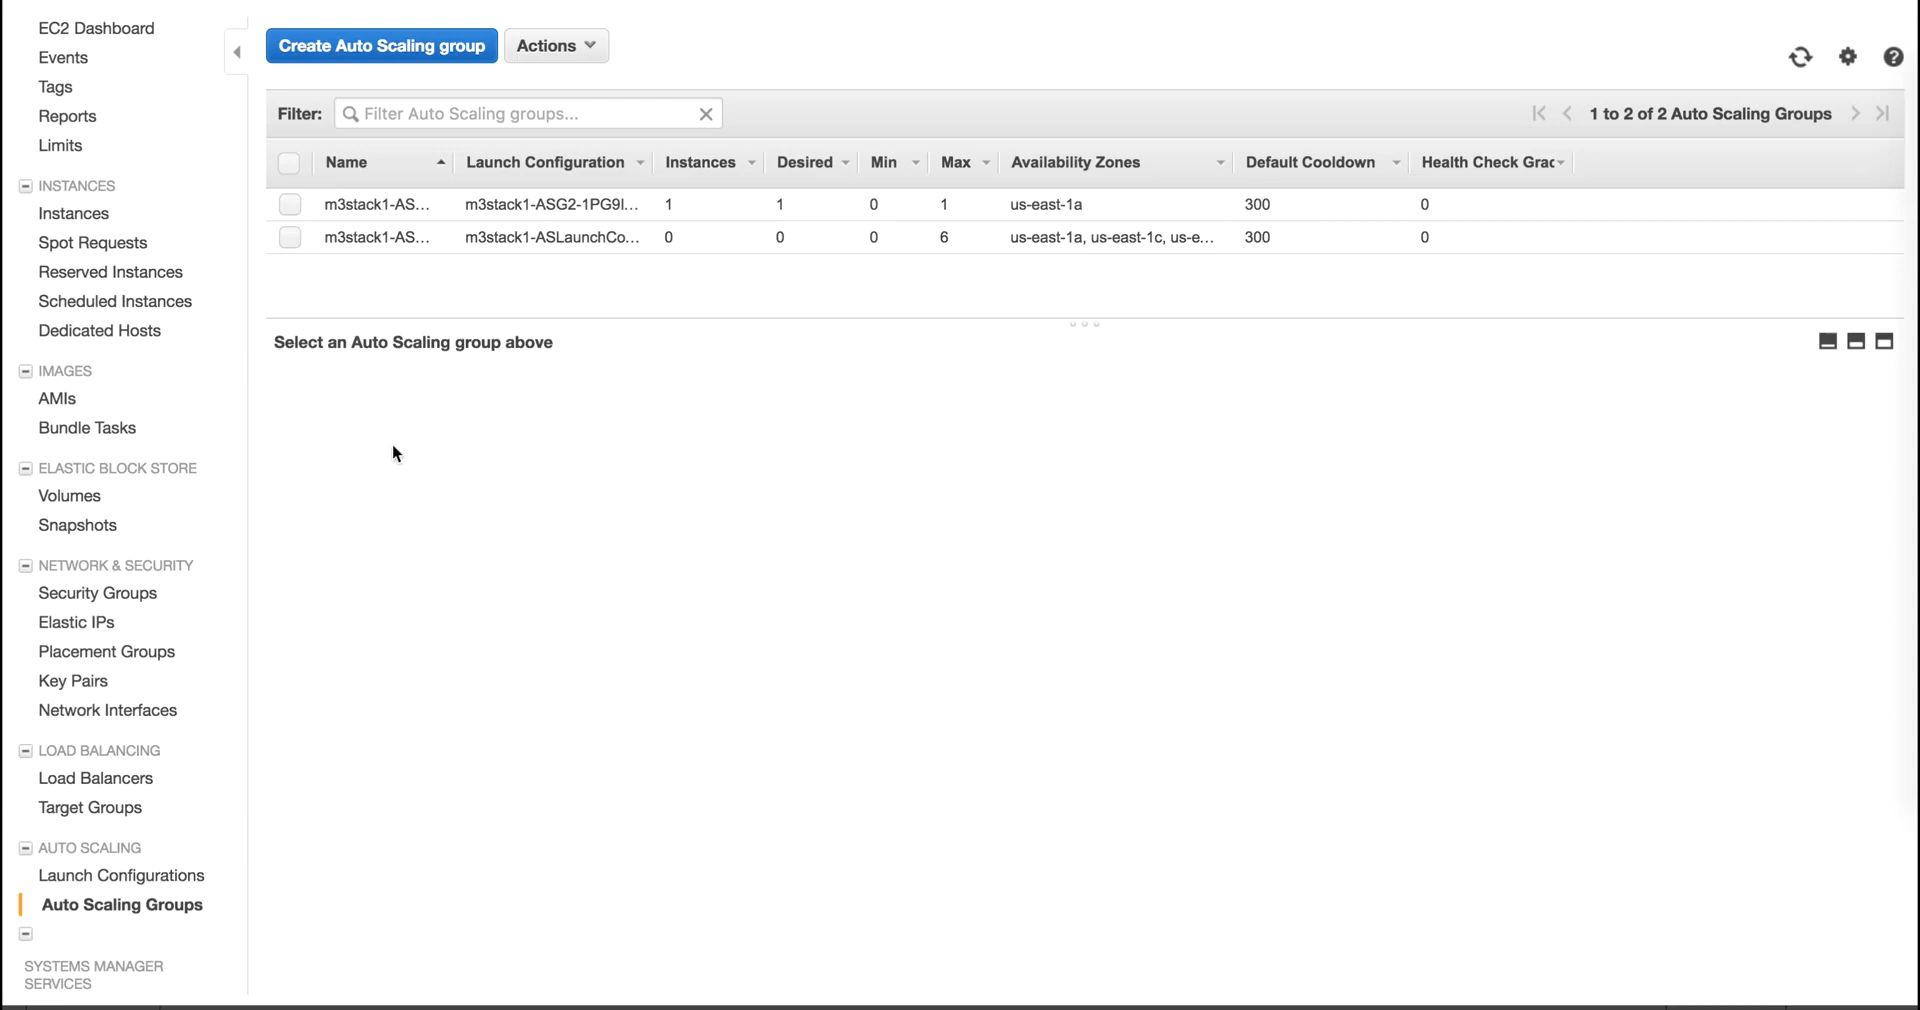 EC2 Dashboard
Events
Tags
Reports
Limits
INSTANCES
Instances
Spot Requests
Reserved Instances
Scheduled Instances
Dedicated Hosts
IMAGES
AMIs
Bundle Tasks
ELASTIC BLOCK STORE
Volumes
Snapshots
NETWORK & SECURITY
Security Groups
Elastic IPs
Placement Groups
Key Pairs
Network Interfaces
LOAD BALANCING
Load Balancers
Target Groups
AUTO SCALING
Launch Configurations
Auto Scaling Groups
SYSTEMS MANAGER
SERVICES
Create Auto Scaling group Actions
Filter: Filter Auto Scaling groups... 1 to 2 of 2 Auto Scaling Groups
Name Launch Configuration Instances Desired Min Max Availability Zones Default Cooldown Health Check Grac
m3stack1-AS... m3stack1-ASG2-1PG9I... 1 1 0 1 us-east-1a 300 0
m3stack1-AS... m3stack1-ASLaunchCo... 0 0 0 6 us-east-1a, us-east-1c, us-e... 300 0
Select an Auto Scaling group above